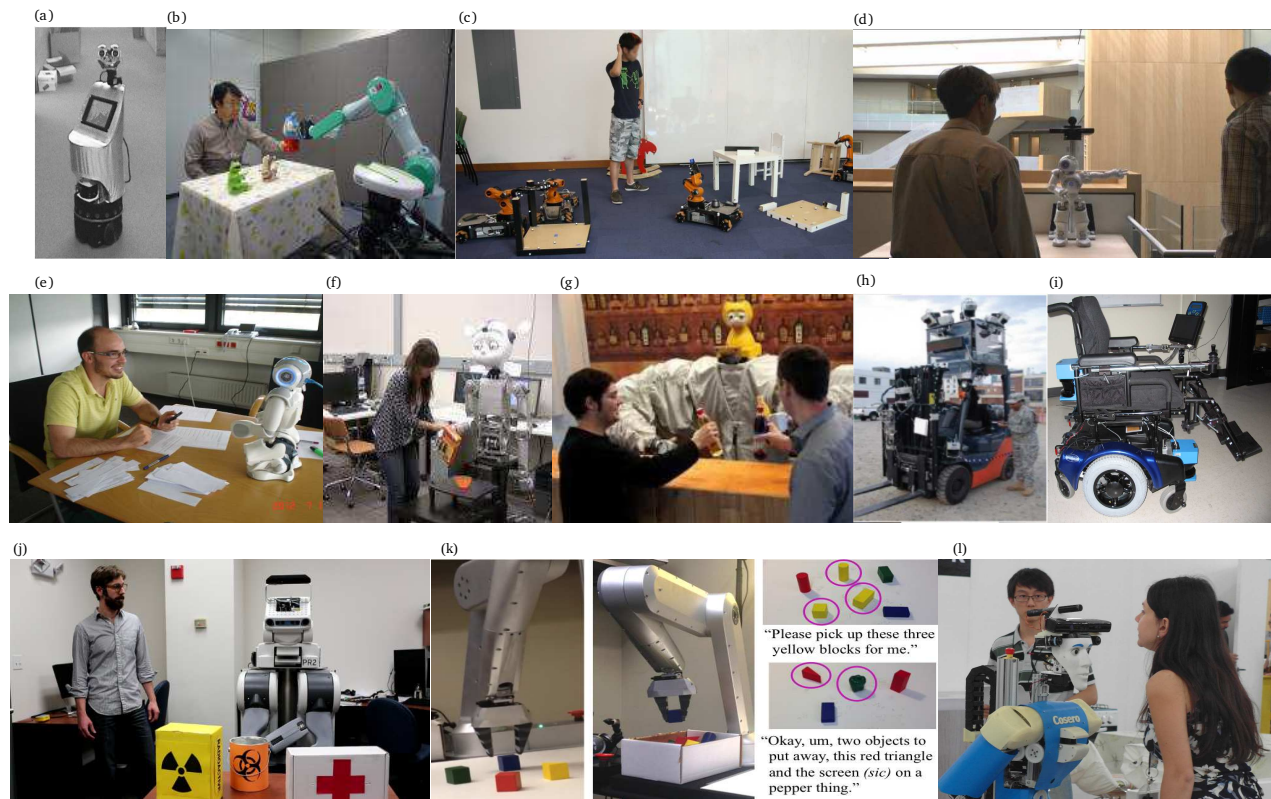 (a)
(b)
(c)
(d)
(e)
(f)
(g)
(h)
(i)
(j)
PR2
(k)
“Please pick up these three
yellow blocks for me.”
“Okay, um, two objects to
put away, this red triangle
and the screen (sic) on a
pepper thing.”
(l)
Casero